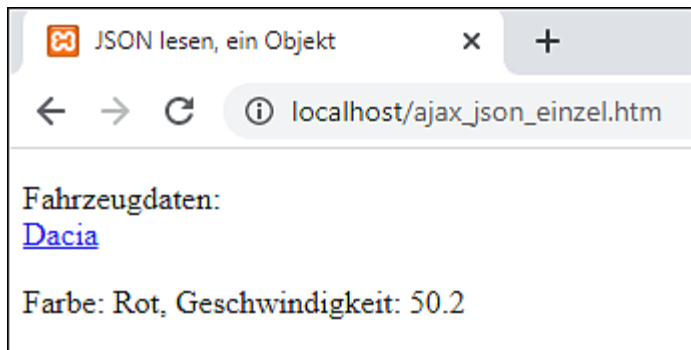 JSON lesen, ein Objekt
localhost/ajax_json_einzel.htm
Fahrzeugdaten:
Dacia
Farbe: Rot, Geschwindigkeit: 50.2